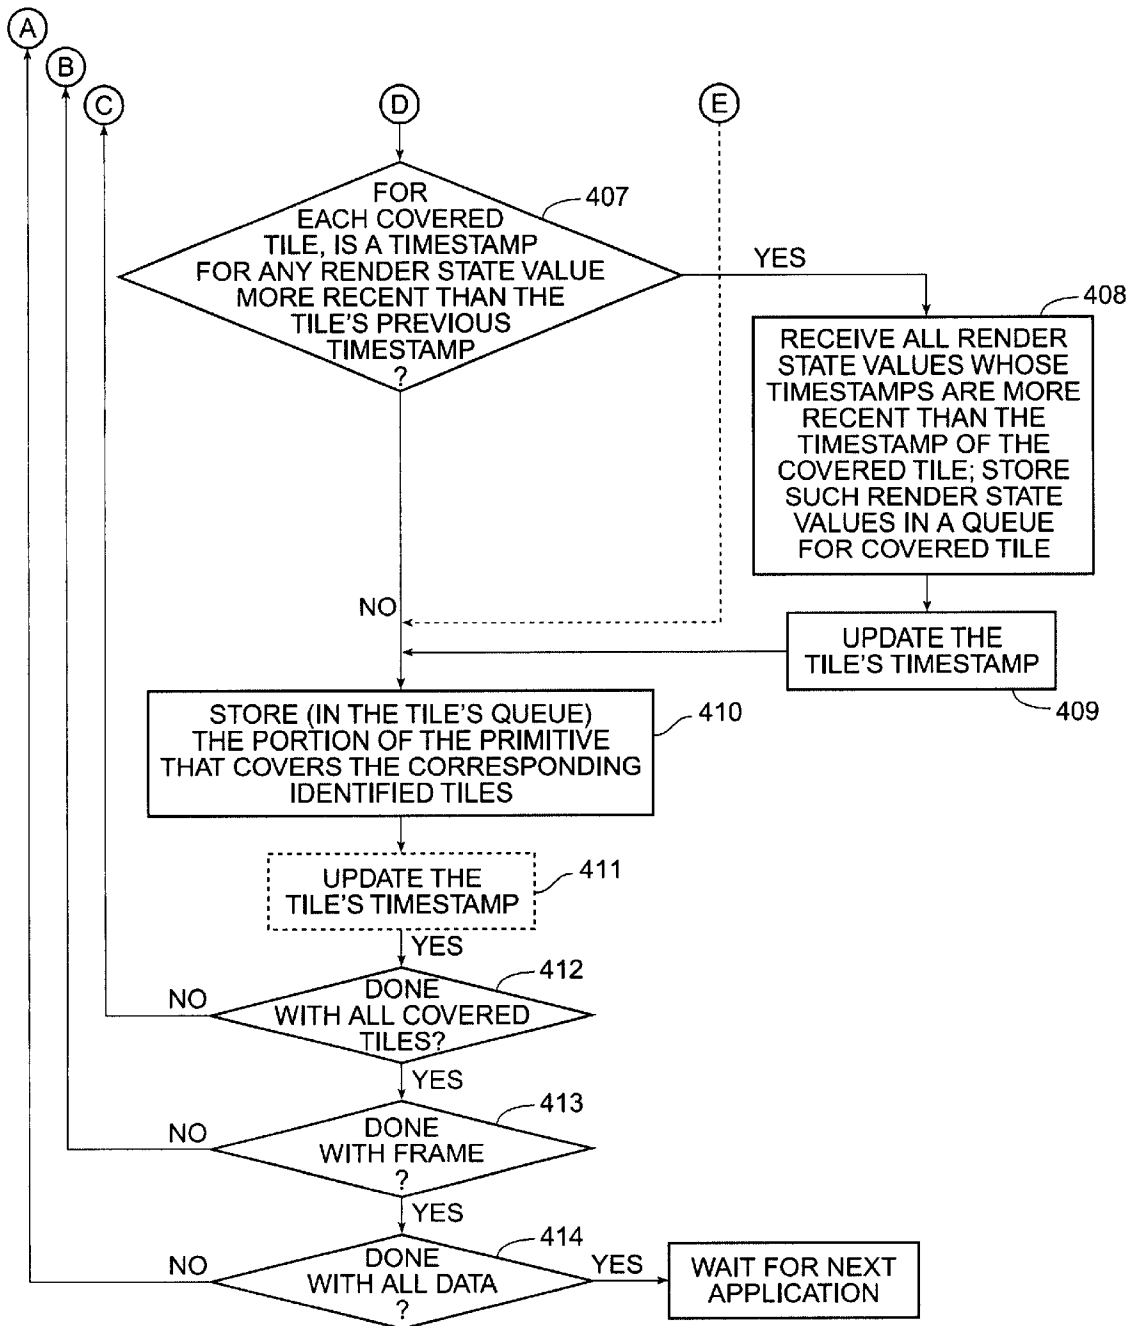 A
B
C
D
E
FOR
EACH COVERED
TILE, IS A TIMESTAMP
FOR ANY RENDER STATE VALUE
MORE RECENT THAN THE
TILE'S PREVIOUS
TIMESTAMP
?
407
YES
408
RECEIVE ALL RENDER
STATE VALUES WHOSE
TIMESTAMPS ARE MORE
RECENT THAN THE
TIMESTAMP OF THE
COVERED TILE; STORE
SUCH RENDER STATE
VALUES IN A QUEUE
FOR COVERED TILE
NO
UPDATE THE
TILE'S TIMESTAMP
409
STORE (IN THE TILE'S QUEUE)
THE PORTION OF THE PRIMITIVE
THAT COVERS THE CORRESPONDING
IDENTIFIED TILES
410
UPDATE THE
TILE'S TIMESTAMP
411
YES
412
NO
DONE
WITH ALL COVERED
TILES?
YES
413
NO
DONE
WITH FRAME
?
YES
414
NO
DONE
WITH ALL DATA
?
YES
WAIT FOR NEXT
APPLICATION